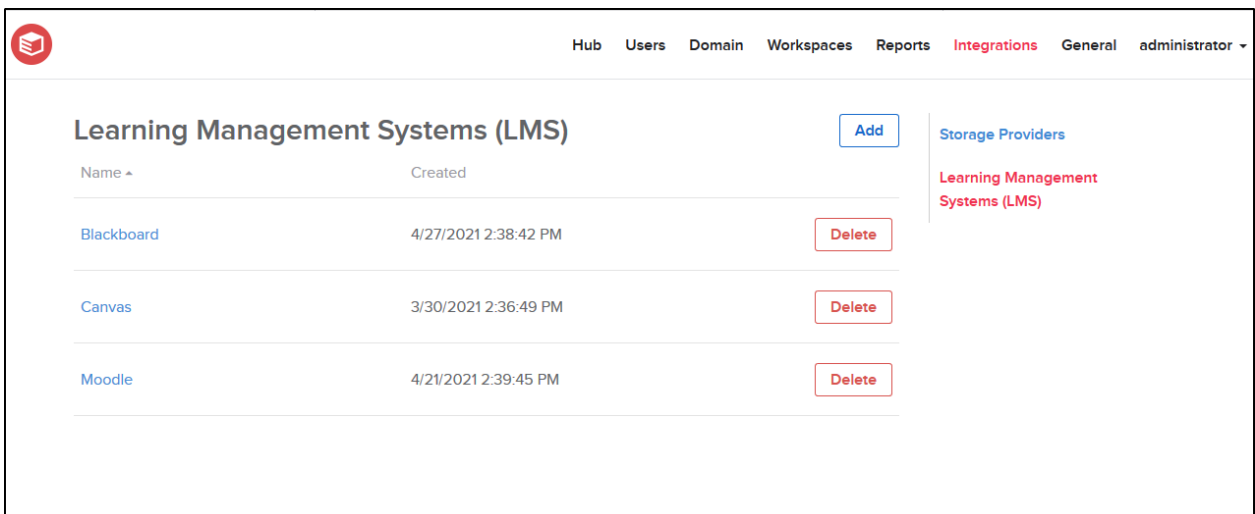 Hub Users Domain Workspaces Reports Integrations General administrator
Learning Management Systems (LMS) Add
Name Created
Blackboard 4/27/2021 2:38:42 PM Delete
Canvas 3/30/2021 2:36:49 PM Delete
Moodle 4/21/2021 2:39:45 PM Delete
Storage Providers
Learning Management
Systems (LMS)